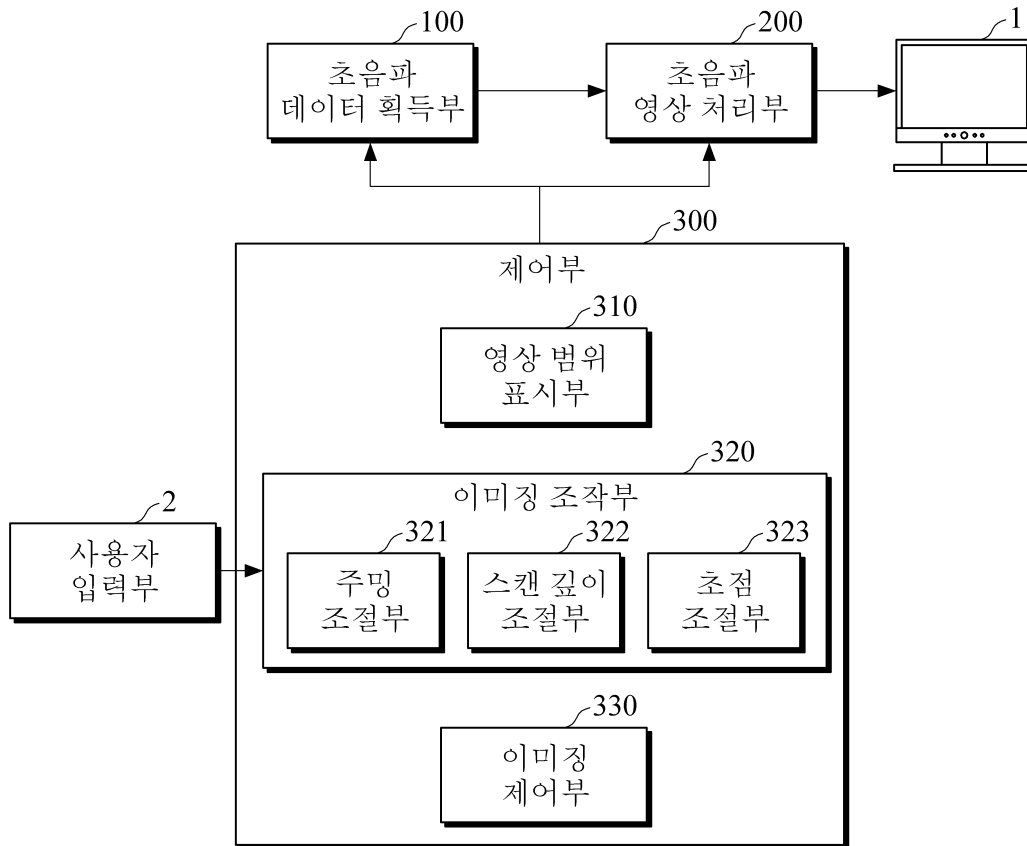 100
초음파
데이터 획득부
200
초음파
영상 처리부
1
300
제어부
310
영상 범위
표시부
320
이미징 조작부
2
사용자
입력부
321
주밍
조절부
322
스캔 깊이
조절부
323
초점
조절부
330
이미징
제어부